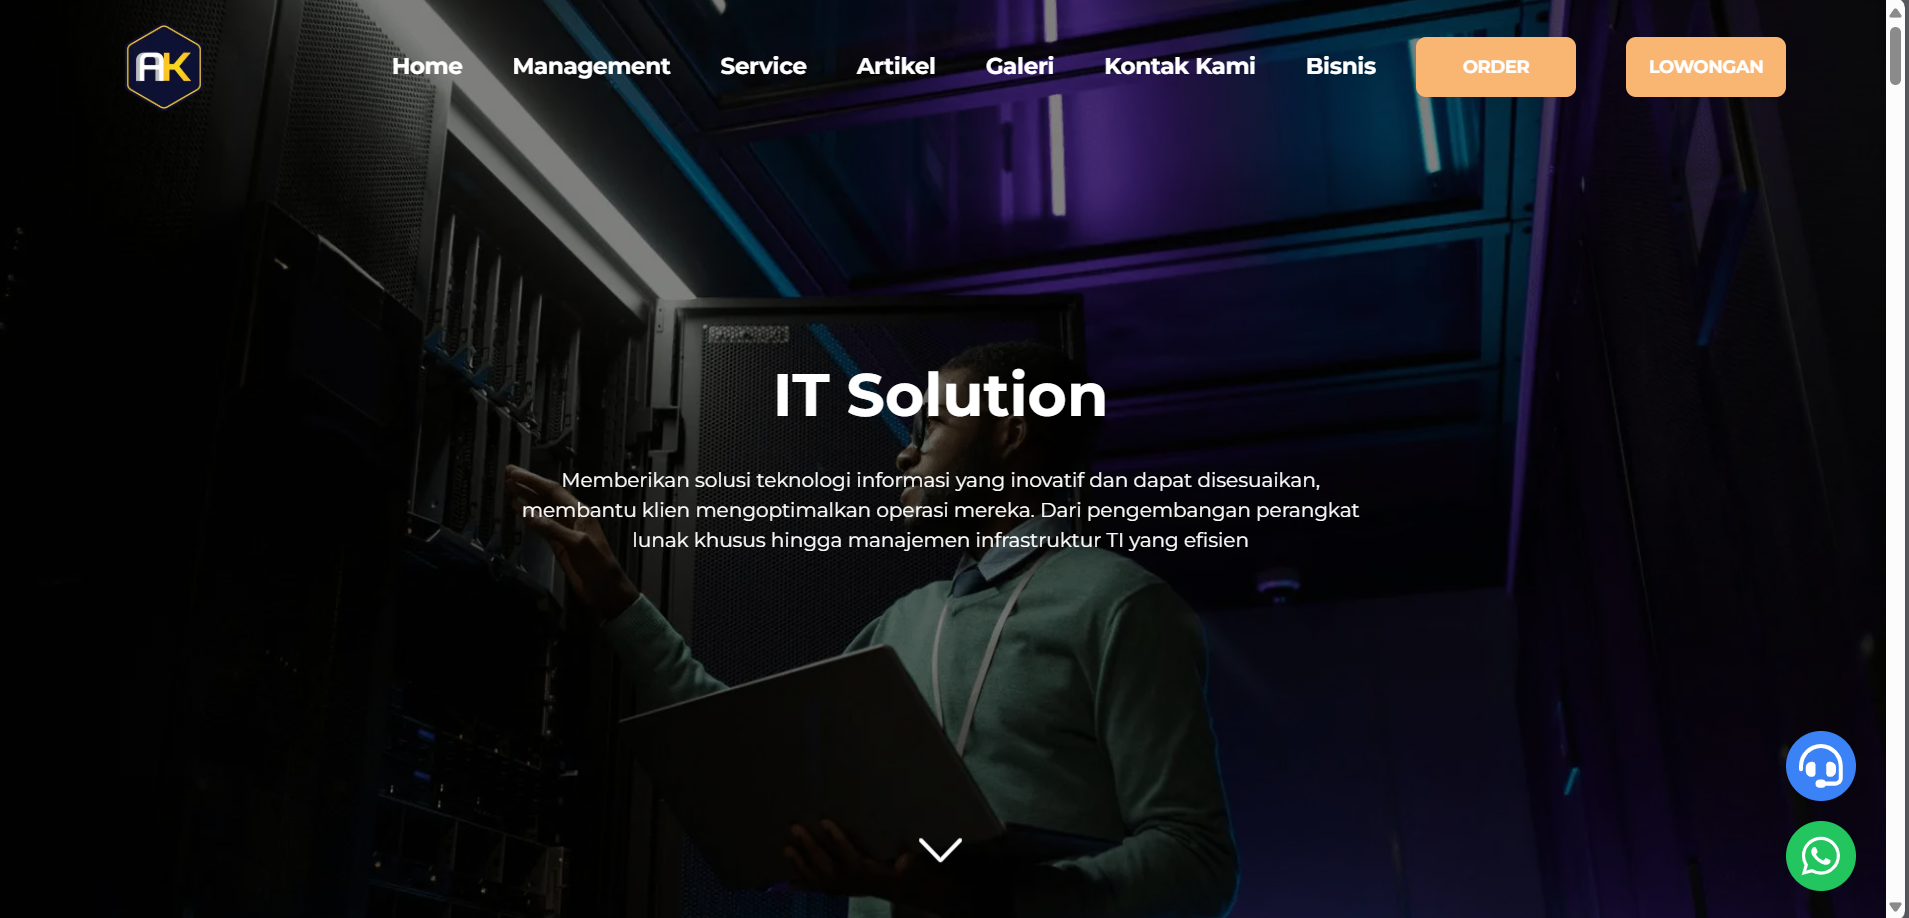 AK
Home Management Service Artikel Galeri Kontak Kami Bisnis ORDER LOWONGAN
IT Solution
Memberikan solusi teknologi informasi yang inovatif dan dapat disesuaikan,
membantu klien mengoptimalkan operasi mereka. Dari pengembangan perangkat
lunak khusus hingga manajemen infrastruktur TI yang efisien